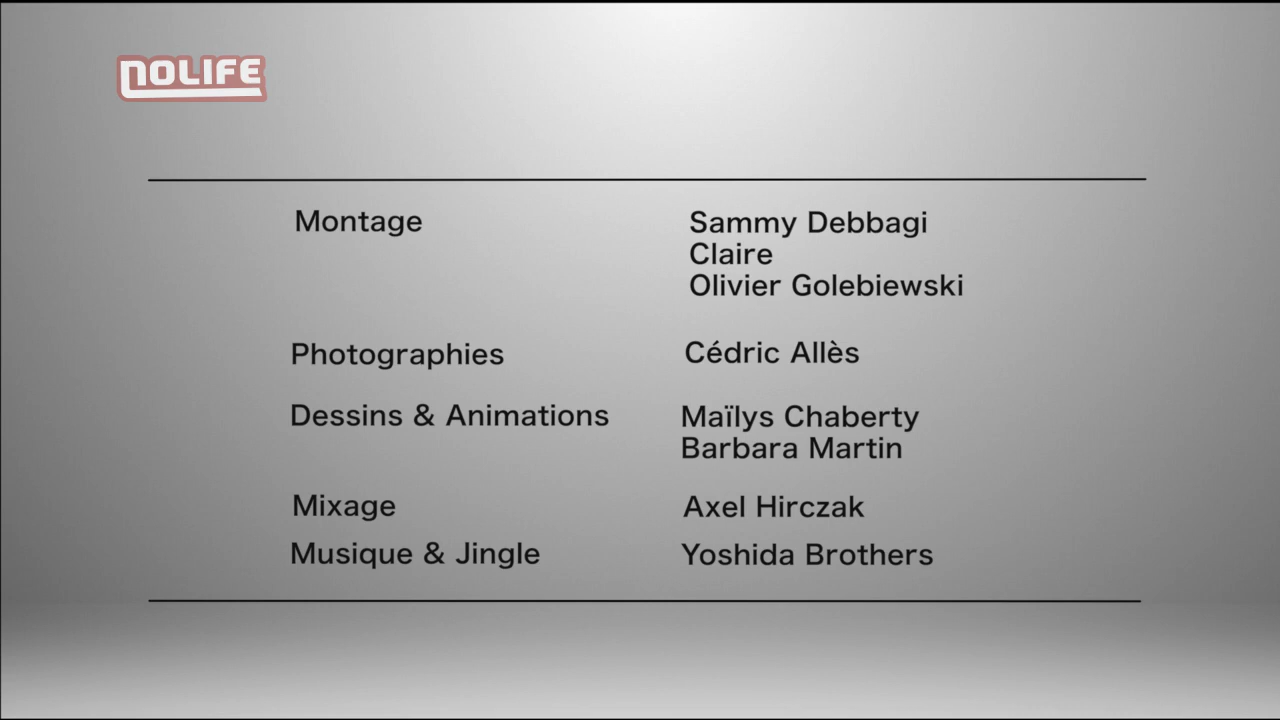 NOLIFE
Montage Sammy Debbagi
Claire
Olivier Golebiewski
Photographies Cédric Allès
Dessins & Animations Maïlys Chaberty
Barbara Martin
Mixage Axel Hirczak
Musique & Jingle Yoshida Brothers